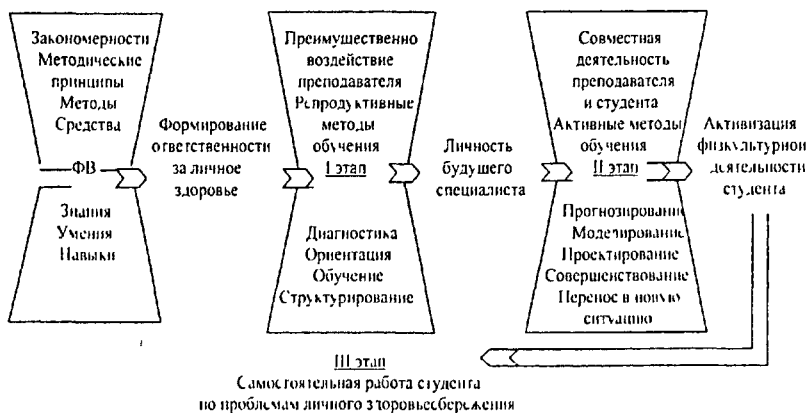 Закономерности
Методические
принципы
Методы
Средства
ФВ
Знания
Умения
Навыки
Формирование
ответственности
за личное
здоровье
Преимущественно
воздействие
преподавателя
Репродуктивные
методы
обучения
I этап
Диагностика
Ориентация
Обучение
Структурирование
Личность
будущего
специалиста
Совместная
деятельность
преподавателя
и студента
Активные методы
обучения
II этап
Прогнозирование
Моделирование
Проектирование
Совершенствование
Перенос в новую
ситуацию
Активизация
физкультурной
деятельности
студента
III этап
Самостоятельная работа студента
по проблемам личного здоровьесбережения